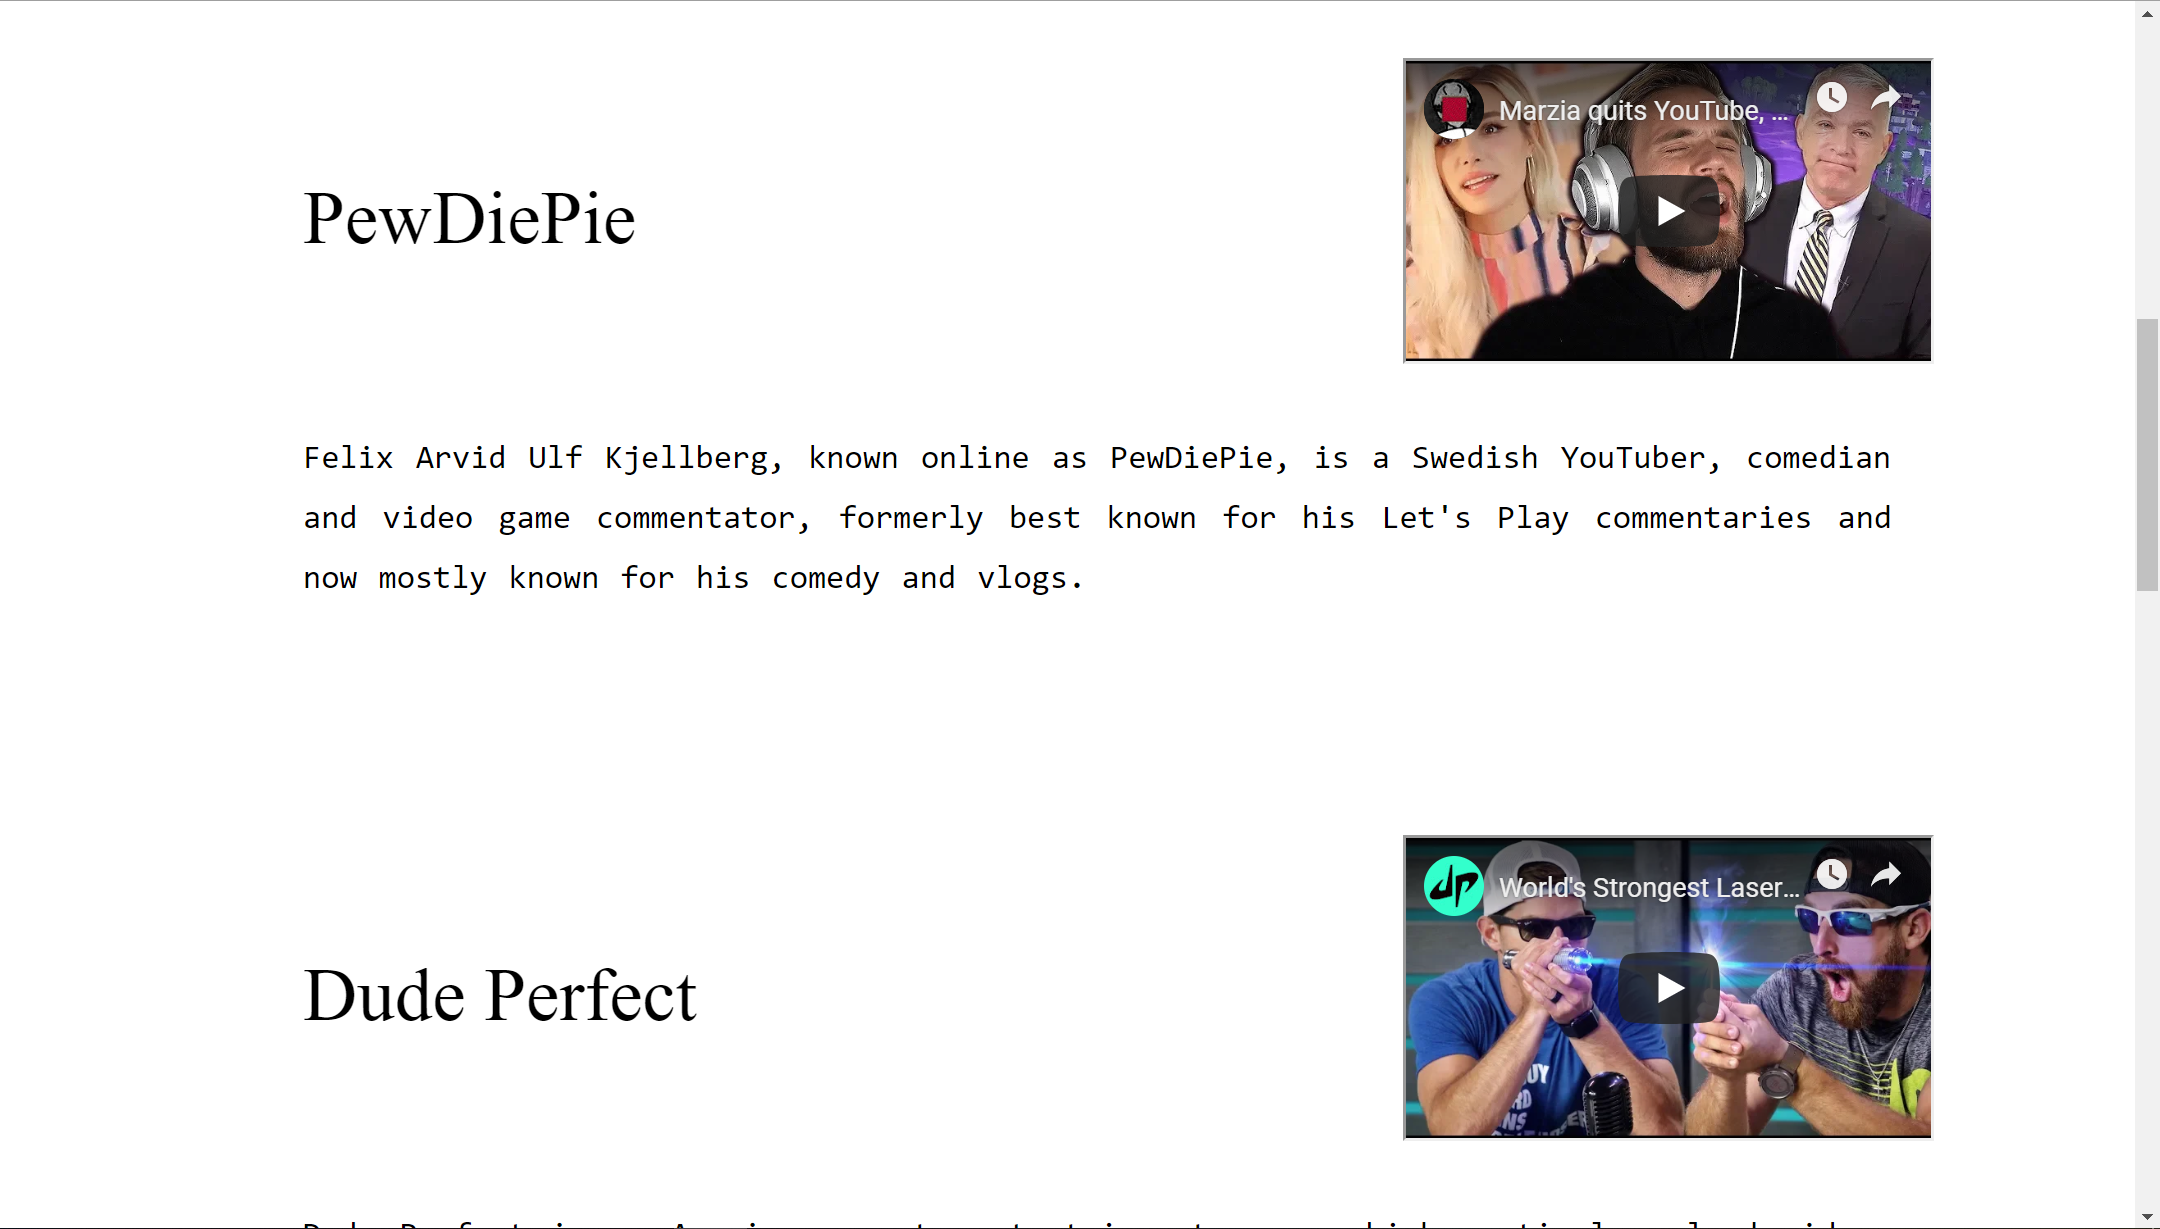 Marzia quits YouTube, ...
PewDiePie
Felix Arvid Ulf Kjellberg, known online as PewDiePie, is a Swedish YouTuber, comedian
and video game commentator, formerly best known for his Let's Play commentaries and
now mostly known for his comedy and vlogs.
dp
World's Strongest Laser...
Dude Perfect